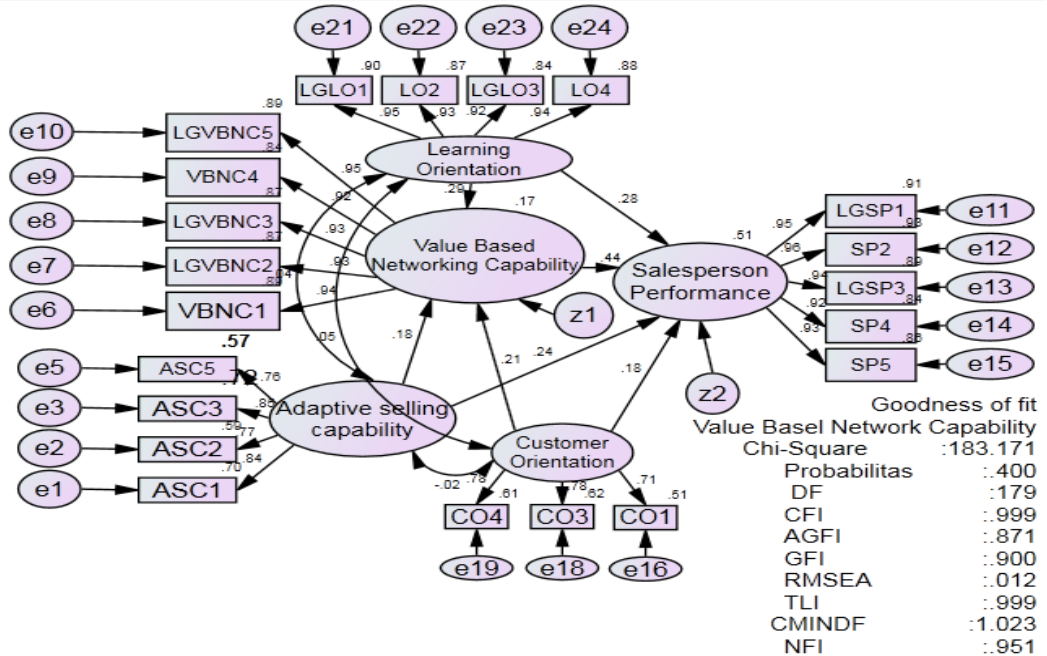 e21 e22 e23 e24
.90 .87 .84 .88
LGLO1 LO2 LGLO3 LO4
.95 .93 .92 .94
Learning
Orientation
.89
e10 LGVBNC5
.84
e9 VBNC4
.87
e8 LGVBNC3
.87
e7 LGVBNC2
.89
e6 VBNC1
.95
.92
.93
.93
.94
.29
.17
Value Based
Networking Capability
.28
.44
.51
Salesperson
Performance
z1
z2
.91
LGSP1 e11
.93
SP2 e12
.89
LGSP3 e13
.84
SP4 e14
.86
SP5 e15
.95
.96
.94
.92
.93
.04
.05
.18
.21
.24
.18
.57
e5 ASC5
e3 ASC3
.59
e2 ASC2
.70
e1 ASC1
.76
.85
.77
.84
Adaptive selling
capability
Customer
Orientation
-.02
.78 .78 .71
.61 .62 .51
CO4 CO3 CO1
e19 e18 e16
Goodness of fit
Value Basel Network Capability
Chi-Square :183.171
Probabilitas :.400
DF :179
CFI :.999
AGFI :.871
GFI :.900
RMSEA :.012
TLI :.999
CMINDF :1.023
NFI :.951